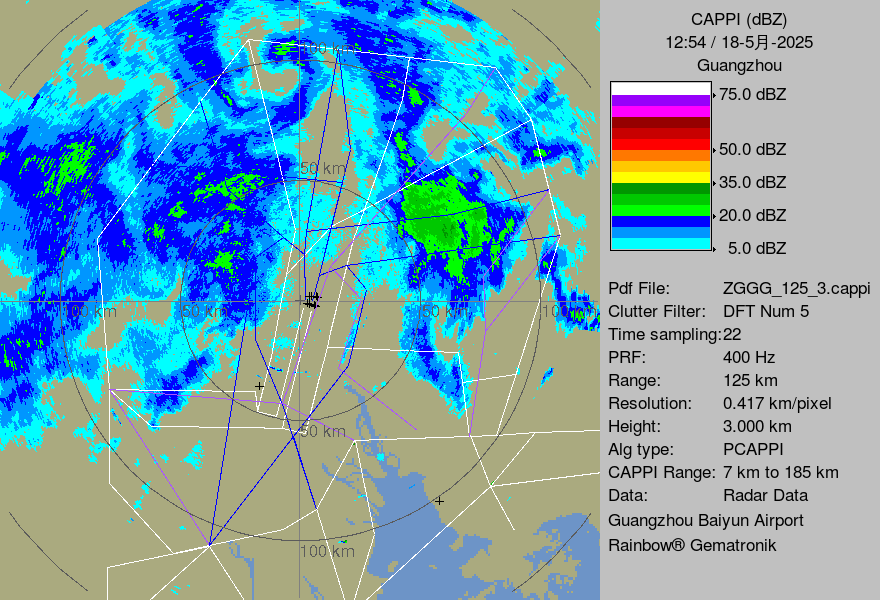 CAPPI (dBZ)
12:54 / 18-5月-2025
Guangzhou
75.0 dBZ
50.0 dBZ
35.0 dBZ
20.0 dBZ
5.0 dBZ
Pdf File: ZGGG_125_3.cappi
Clutter Filter: DFT Num 5
Time sampling:22
PRF: 400 Hz
Range: 125 km
Resolution: 0.417 km/pixel
Height: 3.000 km
Alg type: PCAPPI
CAPPI Range: 7 km to 185 km
Data: Radar Data
Guangzhou Baiyun Airport
Rainbow® Gematronik
100 km
50 km
100 km
50 km
50 km
100 km
50 km
100 km